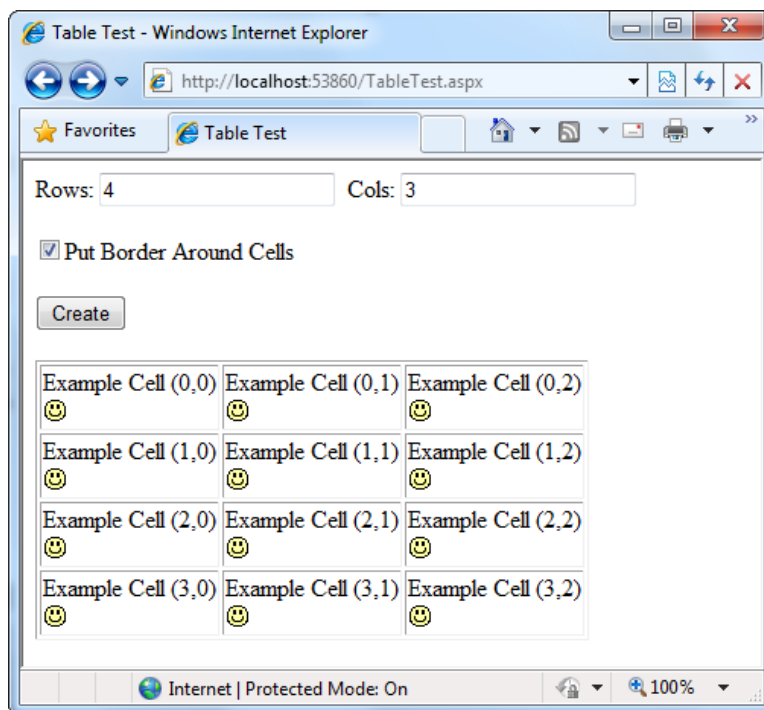 Table Test - Windows Internet Explorer
http://localhost:53860/TableTest.aspx
Favorites Table Test
Rows: 4 Cols: 3
Put Border Around Cells
Create
Example Cell (0,0) Example Cell (0,1) Example Cell (0,2)
Example Cell (1,0) Example Cell (1,1) Example Cell (1,2)
Example Cell (2,0) Example Cell (2,1) Example Cell (2,2)
Example Cell (3,0) Example Cell (3,1) Example Cell (3,2)
Internet | Protected Mode: On 100%